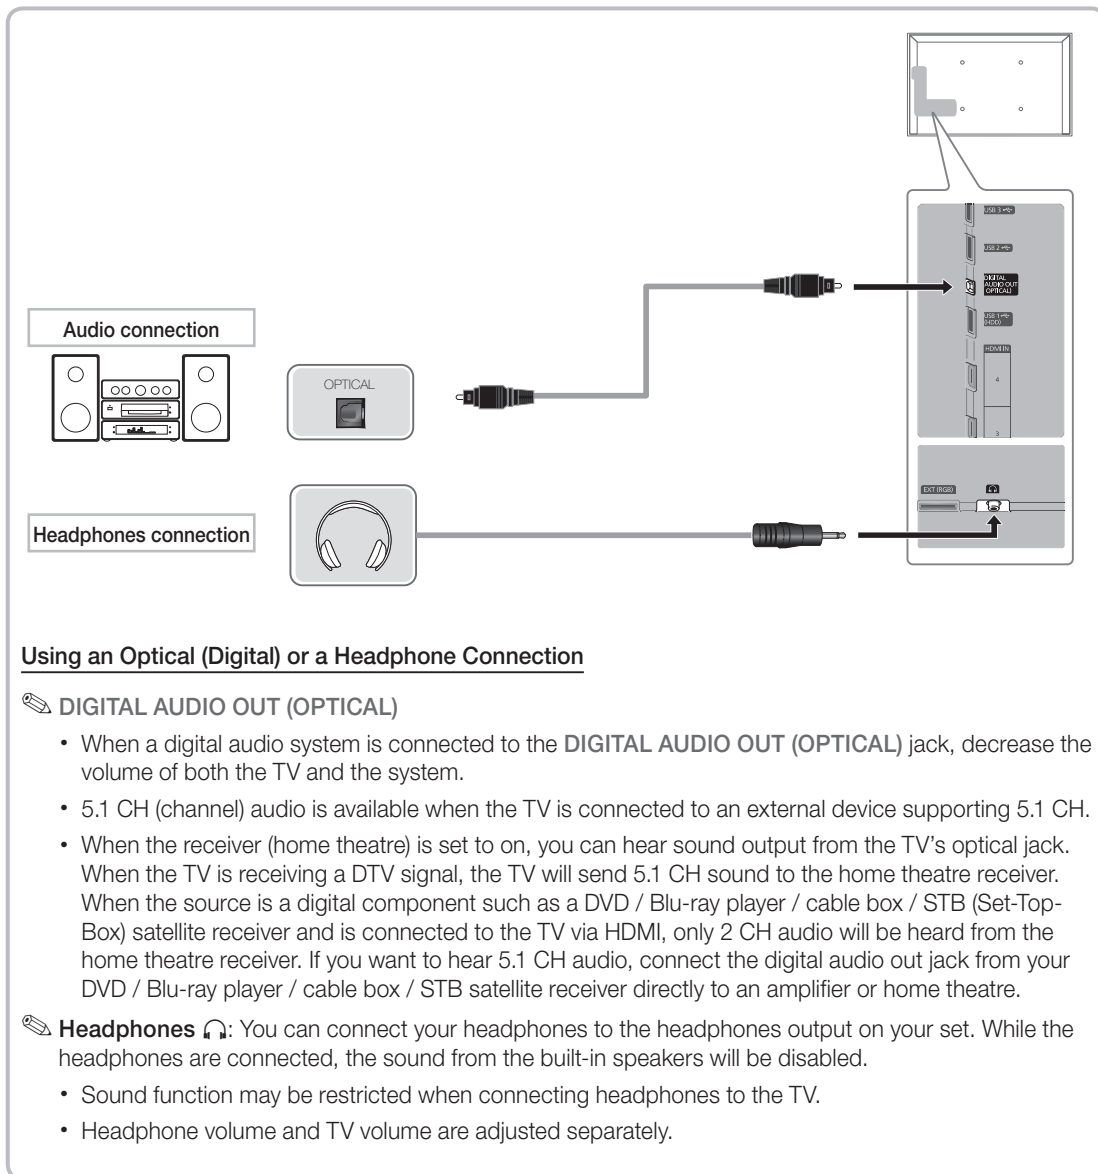 USB 3
USB 2
DIGITAL
AUDIO OUT
(OPTICAL)
USB 1
(HDD)
HDMI IN
4
3
Audio connection
OPTICAL
EXT (RGB)
Headphones connection
Using an Optical (Digital) or a Headphone Connection
DIGITAL AUDIO OUT (OPTICAL)
• When a digital audio system is connected to the DIGITAL AUDIO OUT (OPTICAL) jack, decrease the
volume of both the TV and the system.
• 5.1 CH (channel) audio is available when the TV is connected to an external device supporting 5.1 CH.
• When the receiver (home theatre) is set to on, you can hear sound output from the TV’s optical jack.
When the TV is receiving a DTV signal, the TV will send 5.1 CH sound to the home theatre receiver.
When the source is a digital component such as a DVD / Blu-ray player / cable box / STB (Set-Top-
Box) satellite receiver and is connected to the TV via HDMI, only 2 CH audio will be heard from the
home theatre receiver. If you want to hear 5.1 CH audio, connect the digital audio out jack from your
DVD / Blu-ray player / cable box / STB satellite receiver directly to an amplifier or home theatre.
Headphones : You can connect your headphones to the headphones output on your set. While the
headphones are connected, the sound from the built-in speakers will be disabled.
• Sound function may be restricted when connecting headphones to the TV.
• Headphone volume and TV volume are adjusted separately.